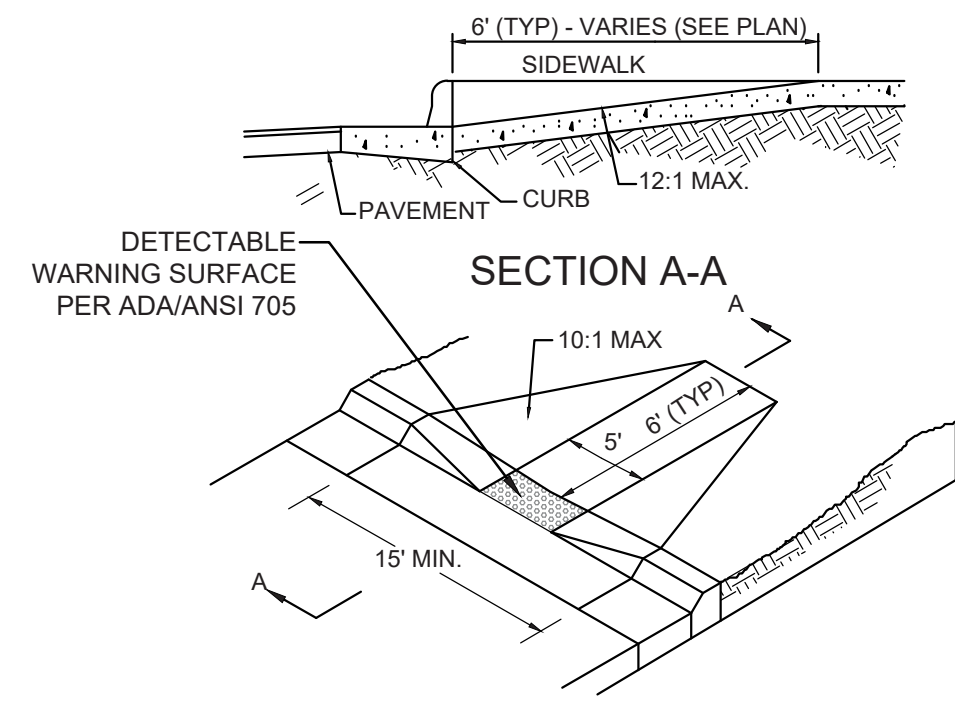 6' (TYP) - VARIES (SEE PLAN)
SIDEWALK
12:1 MAX.
CURB
PAVEMENT
DETECTABLE
WARNING SURFACE
PER ADA/ANSI 705
SECTION A-A
A
10:1 MAX
5'
6' (TYP)
15' MIN.
A